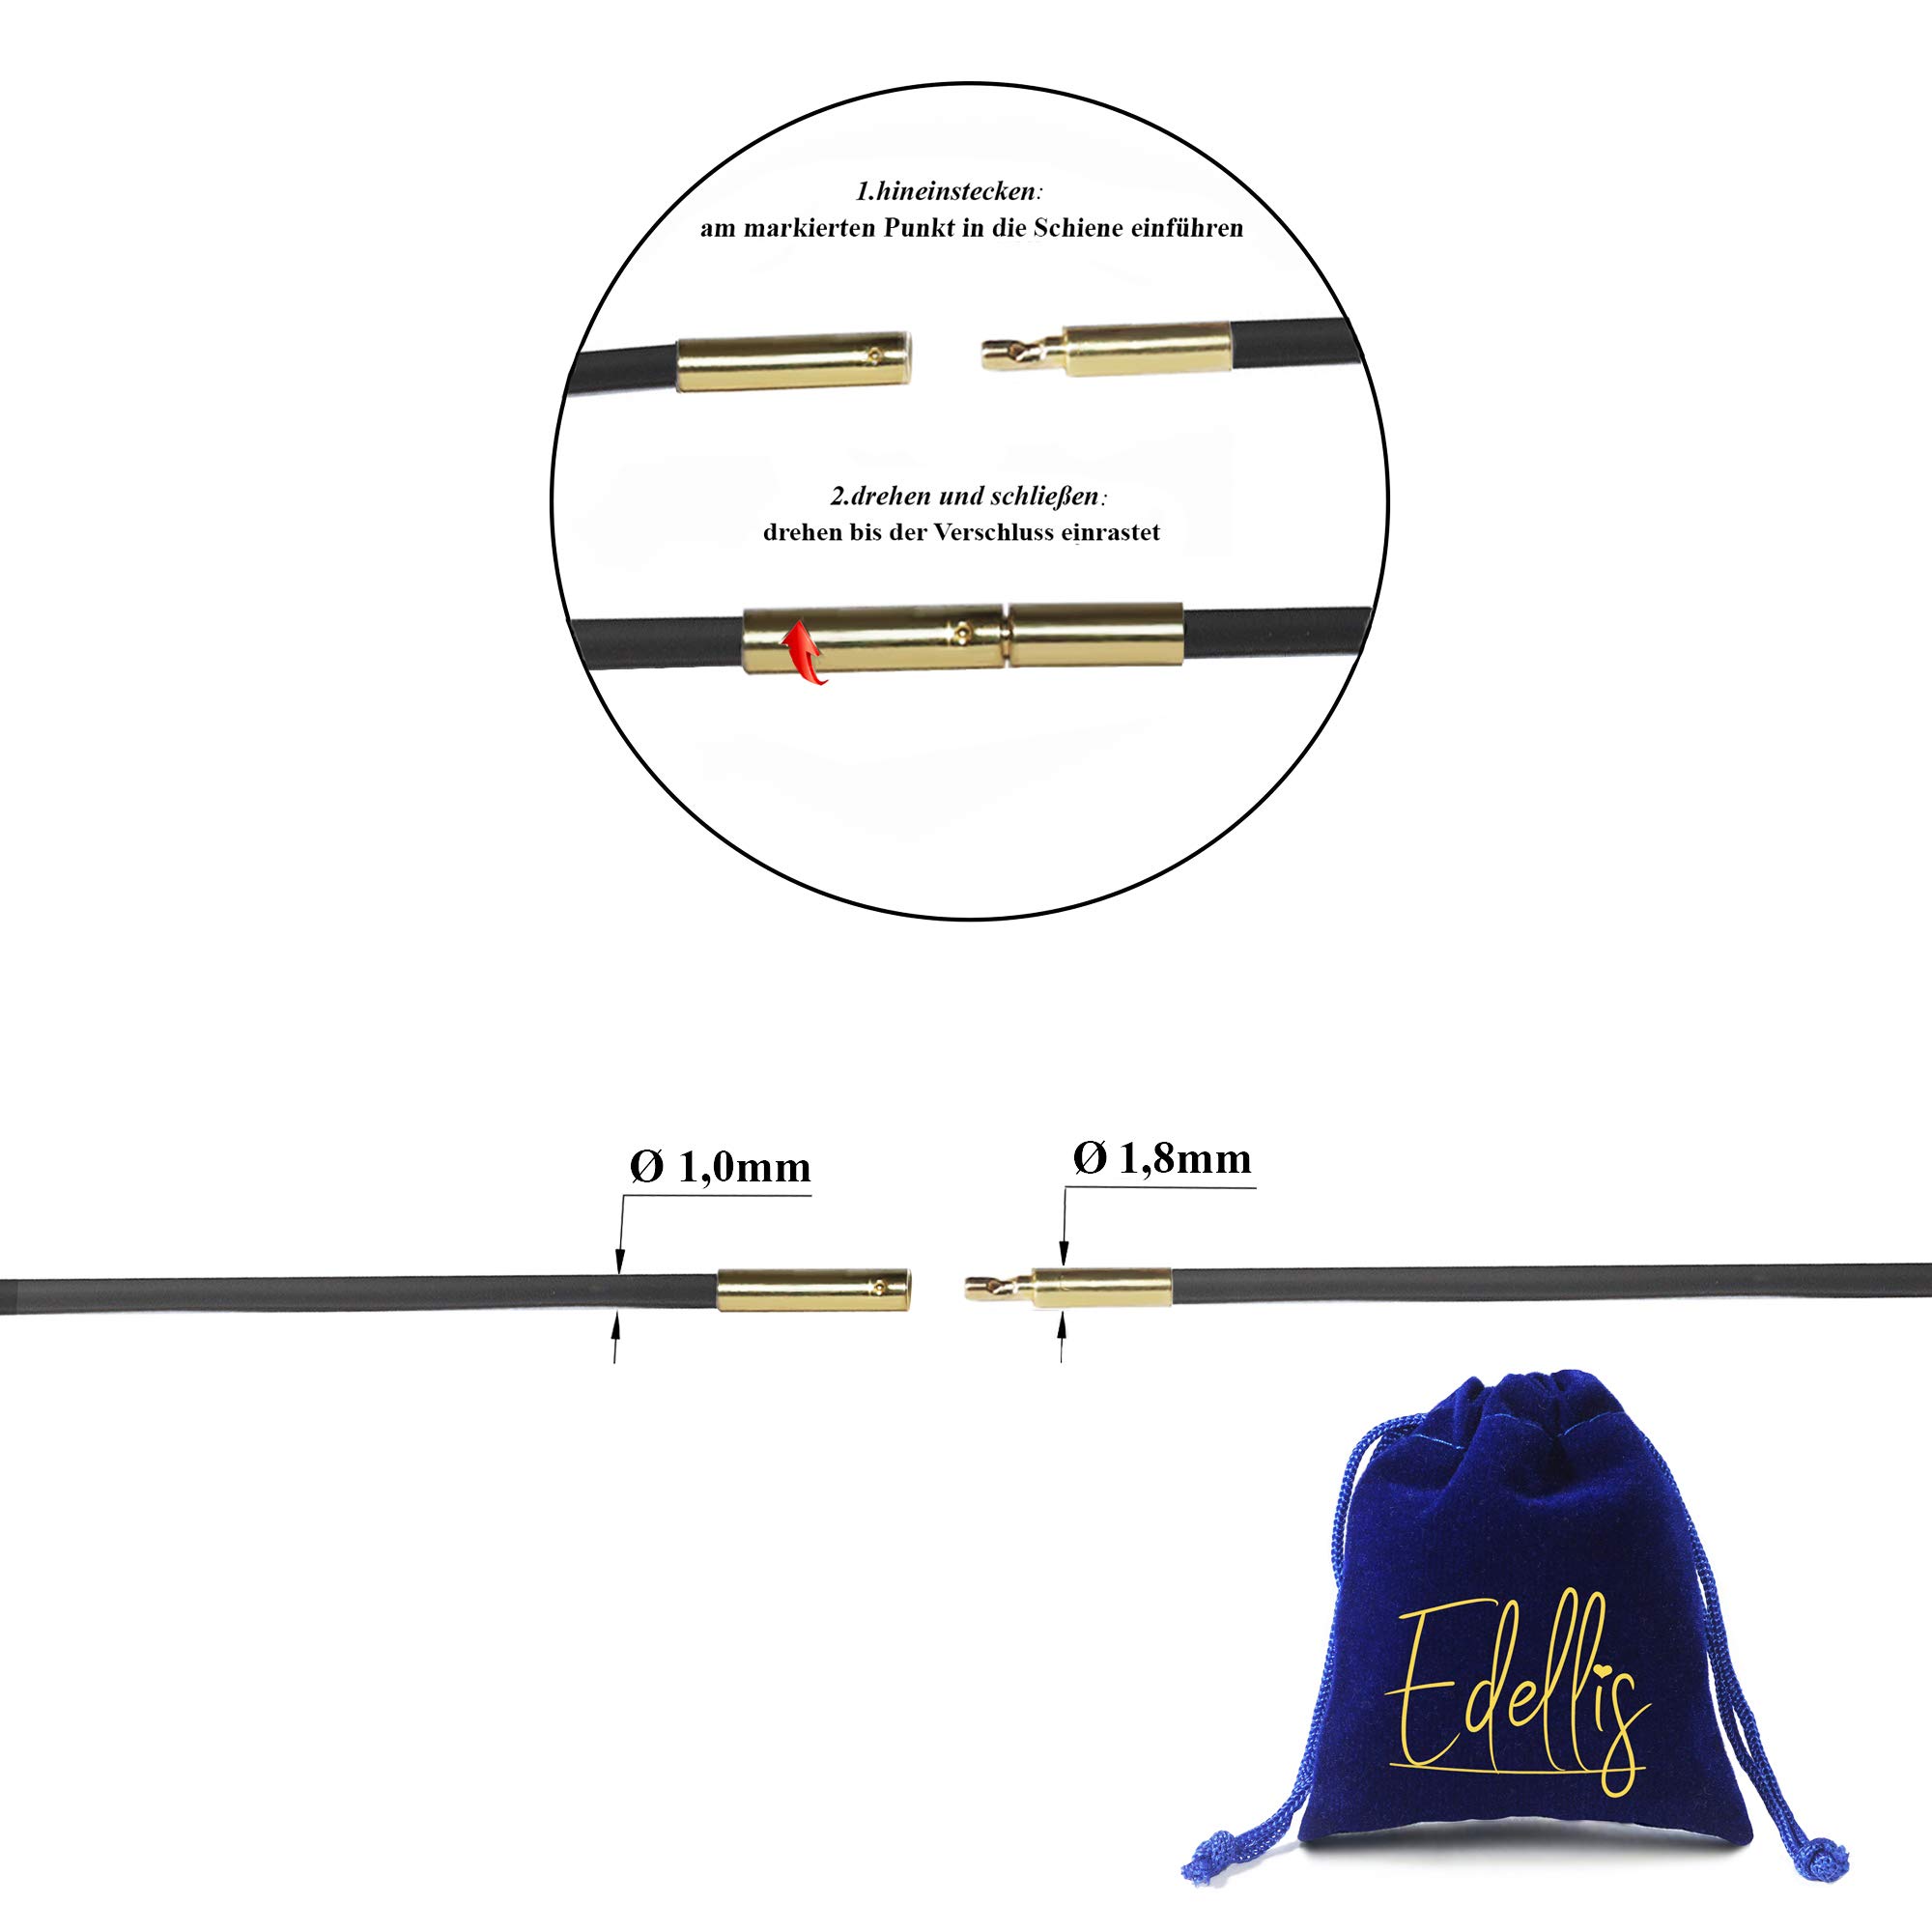 1.hineinstecken:
am markierten Punkt in die Schiene einführen
2.drehen und schließen:
drehen bis der Verschluss einrastet
Ø 1,0mm
Ø 1,8mm
Edellis